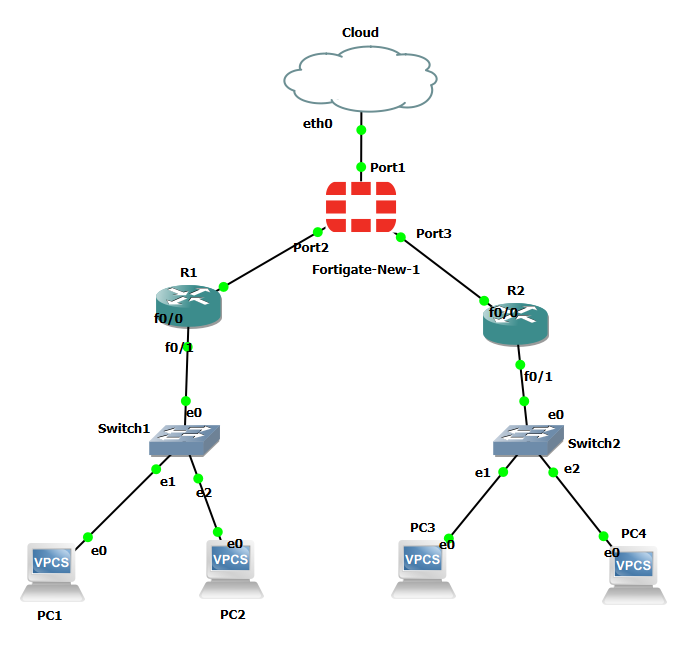 Cloud
eth0
Port1
Port2
Port3
Fortigate-New-1
R1
R2
f0/0
f0/0
f0/1
f0/1
e0
e0
Switch1
Switch2
e1
e2
e1
e2
PC3
PC4
e0
e0
e0
e0
VPCS
VPCS
VPCS
VPCS
PC1
PC2